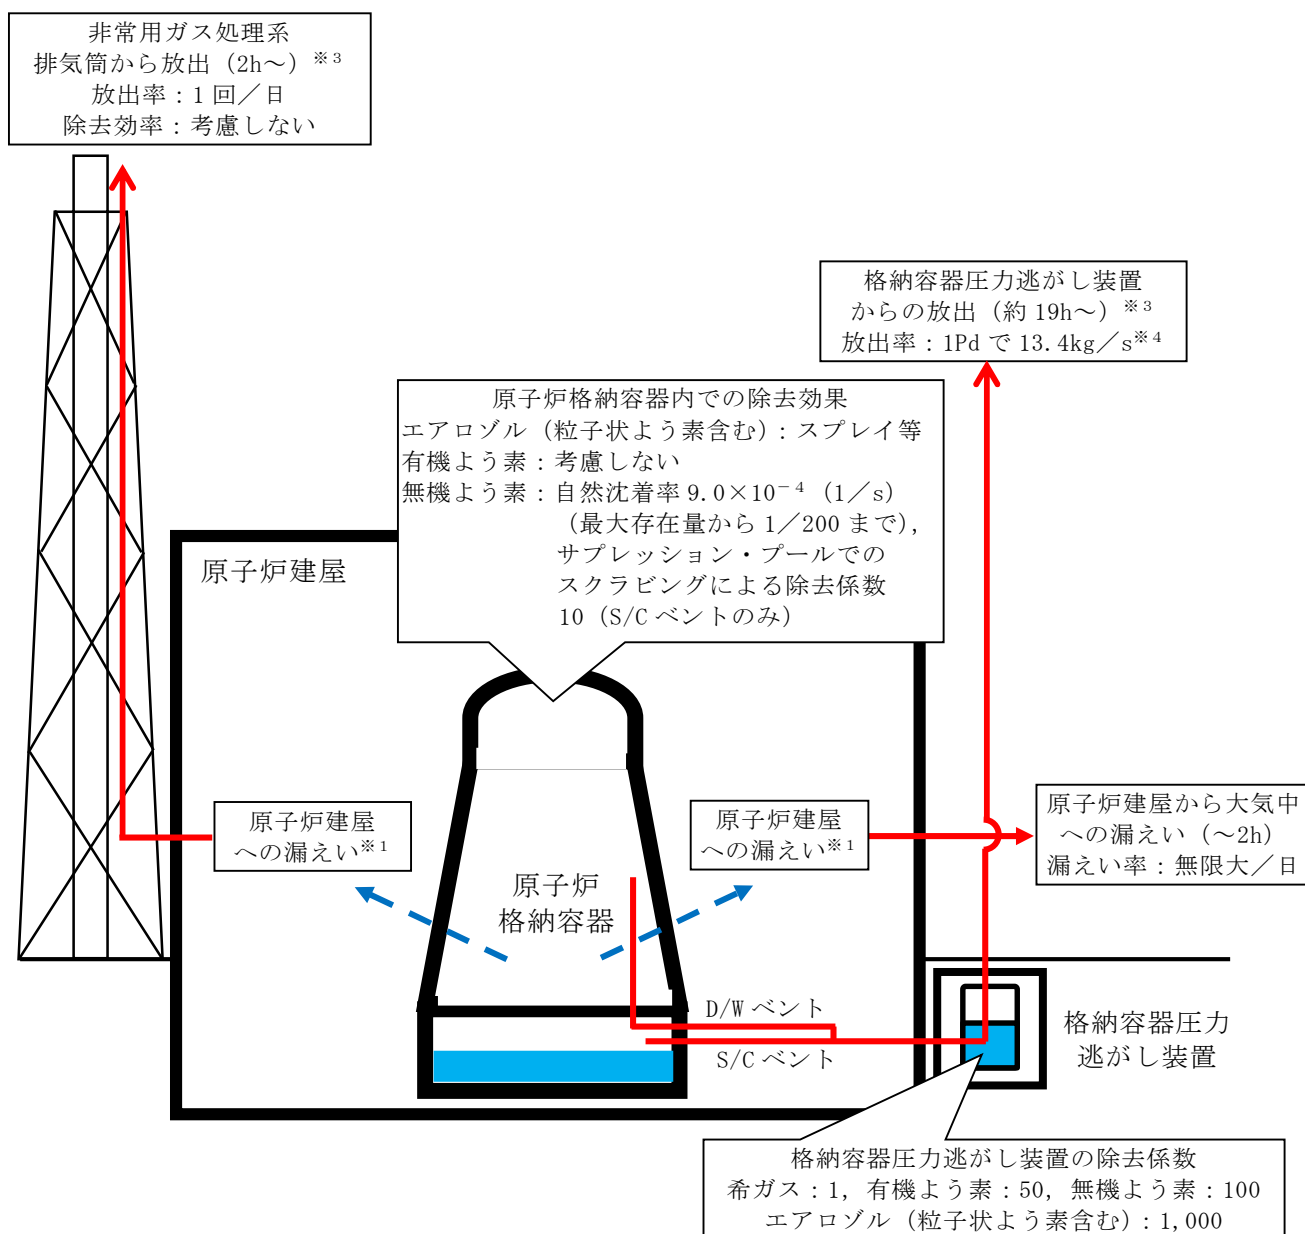 非常用ガス処理系
排気筒から放出（2h～）※3
放出率：1回／日
除去効率：考慮しない
格納容器圧力逃がし装置
からの放出（約19h～）※3
放出率：1Pdで13.4kg／s※4
原子炉格納容器内での除去効果
エアロゾル（粒子状よう素含む）：スプレイ等
有機よう素：考慮しない
無機よう素：自然沈着率9.0×10⁻⁴（1／s）
（最大存在量から1／200まで），
サプレッション・プールでの
スクラビングによる除去係数
10（S/Cベントのみ）
原子炉建屋
原子炉建屋
への漏えい※1
原子炉建屋
への漏えい※1
原子炉建屋から大気中
への漏えい（～2h）
漏えい率：無限大／日
原子炉
格納容器
D/Wベント
S/Cベント
格納容器圧力
逃がし装置
格納容器圧力逃がし装置の除去係数
希ガス：1，有機よう素：50，無機よう素：100
エアロゾル（粒子状よう素含む）：1,000